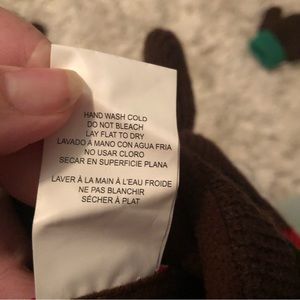 HAND WASH COLD
DO NOT BLEACH
LAY FLAT TO DRY
LAVADO A MANO CON AGUA FRIA
NO USAR CLORO
SECAR EN SUPERFICIE PLANA
LAVER À LA MAIN À L'EAU FROIDE
NE PAS BLANCHIR
SÉCHER À PLAT